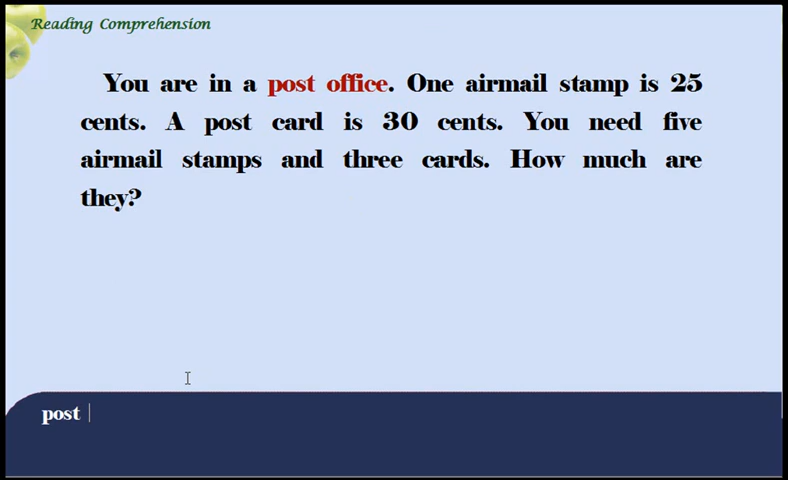 Reading Comprehension
You are in a post office. One airmail stamp is 25
cents. A post card is 30 cents. You need five
airmail stamps and three cards. How much are
they?
post